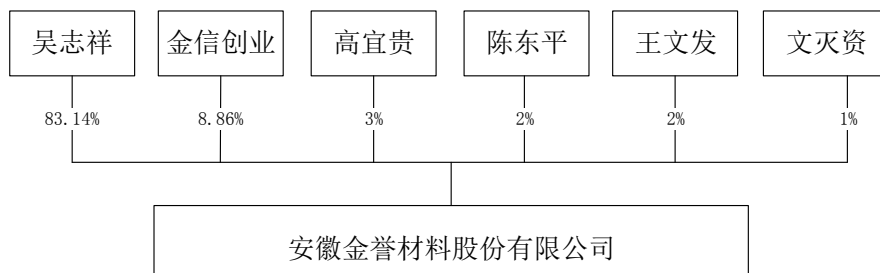 吴志祥 金信创业 高宜贵 陈东平 王文发 文灭资
83.14% 8.86% 3% 2% 2% 1%
安徽金誉材料股份有限公司